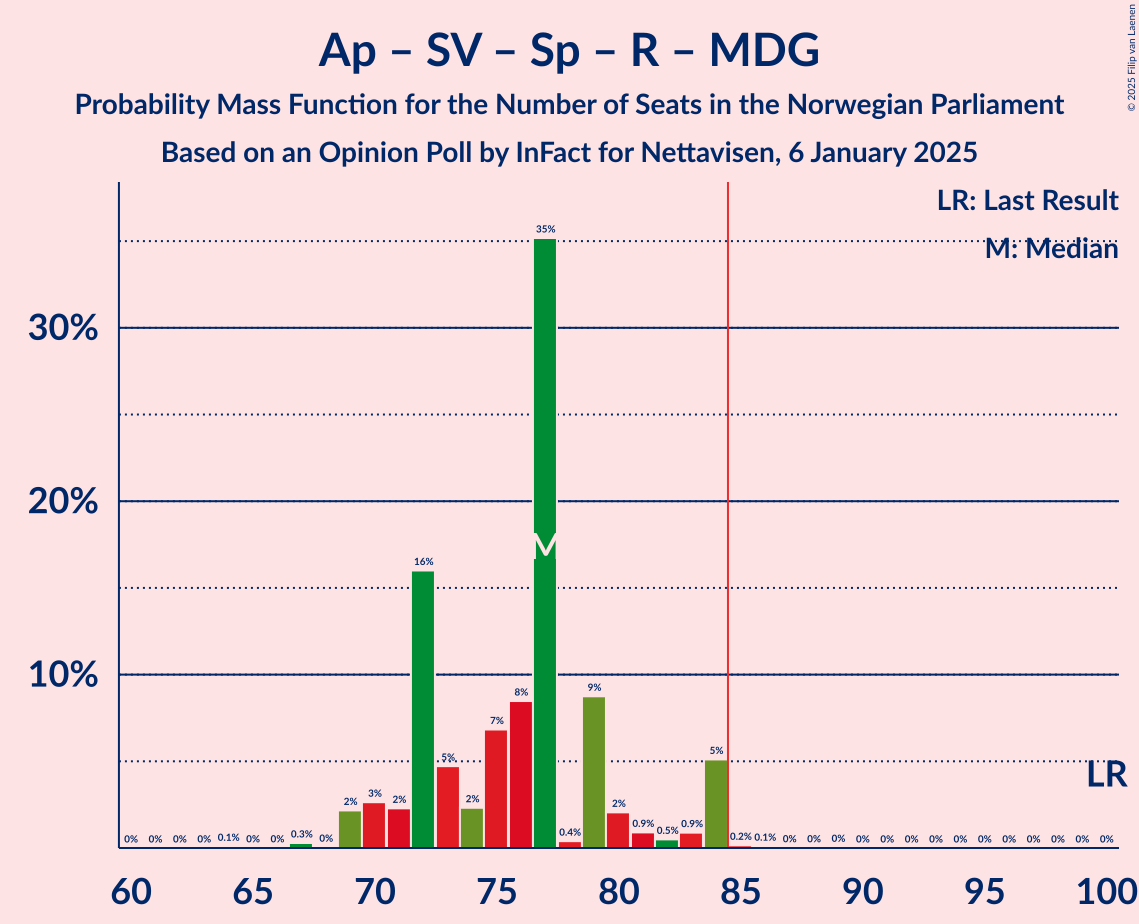 Ap – SV – Sp – R – MDG
Probability Mass Function for the Number of Seats in the Norwegian Parliament
Based on an Opinion Poll by InFact for Nettavisen, 6 January 2025
© 2025 Filip van Laenen
LR: Last Result
M: Median
30%
20%
10%
0% 0% 0% 0% 0.1% 0% 0% 0.3% 0% 2% 3% 2% 16% 5% 2% 7% 8% 35% 0.4% 9% 2% 0.9% 0.5% 0.9% 5% 0.2% 0.1% 0% 0% 0% 0% 0% 0% 0% 0% 0% 0% 0% 0% 0% 0%
M
LR
60 65 70 75 80 85 90 95 100